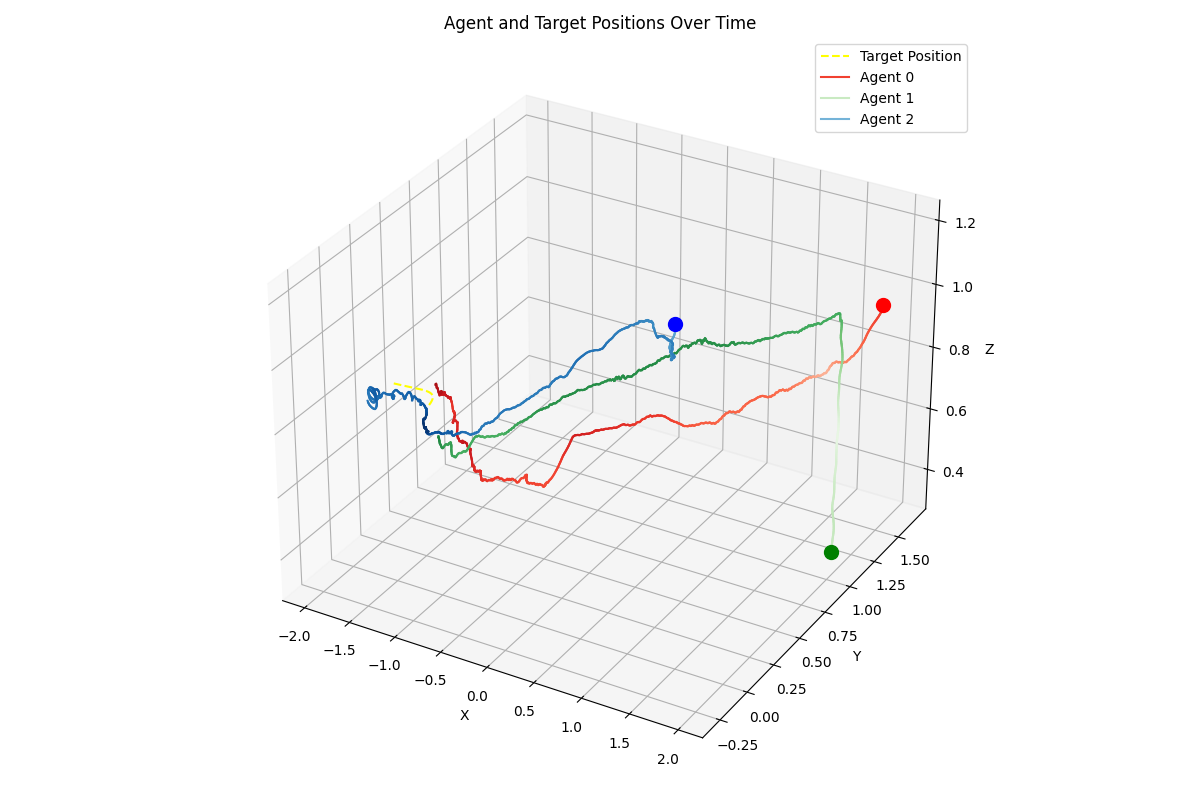 Agent and Target Positions Over Time
Target Position
Agent 0
Agent 1
Agent 2
1.2
1.0
0.8
0.6
0.4
Z
1.50
1.25
1.00
0.75
0.50
0.25
0.00
−0.25
Y
−2.0
−1.5
−1.0
−0.5
0.0
0.5
1.0
1.5
2.0
X